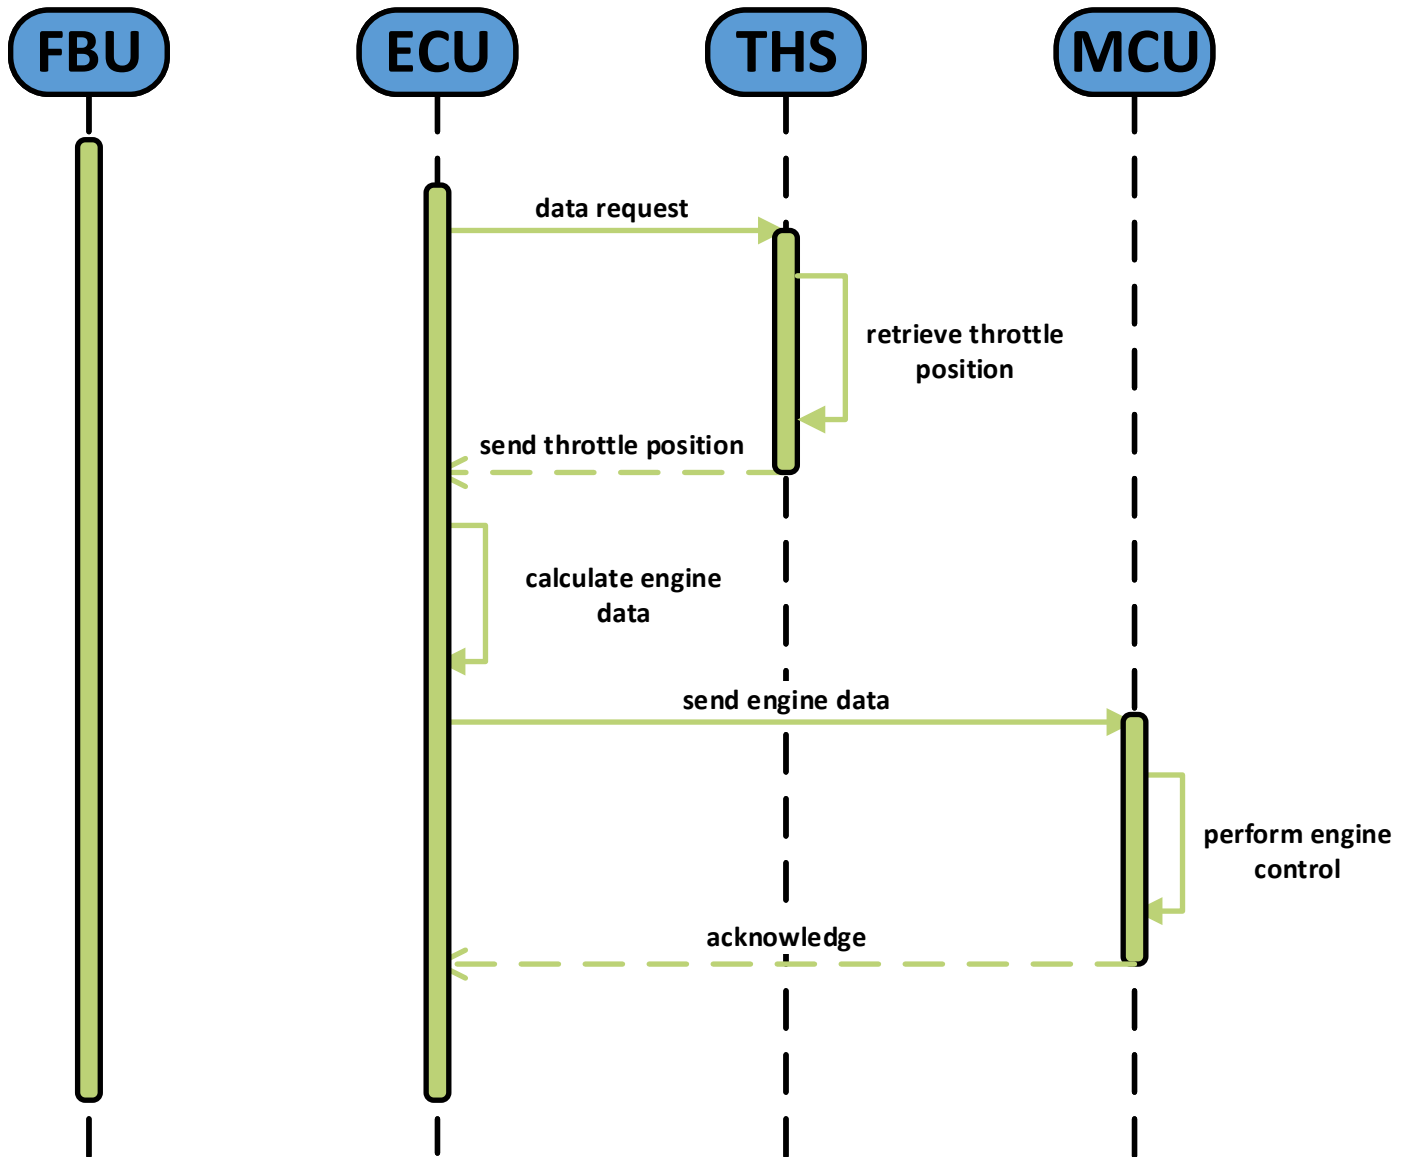 FBU
ECU
THS
MCU
data request
retrieve throttle
position
send throttle position
calculate engine
data
send engine data
perform engine
control
acknowledge